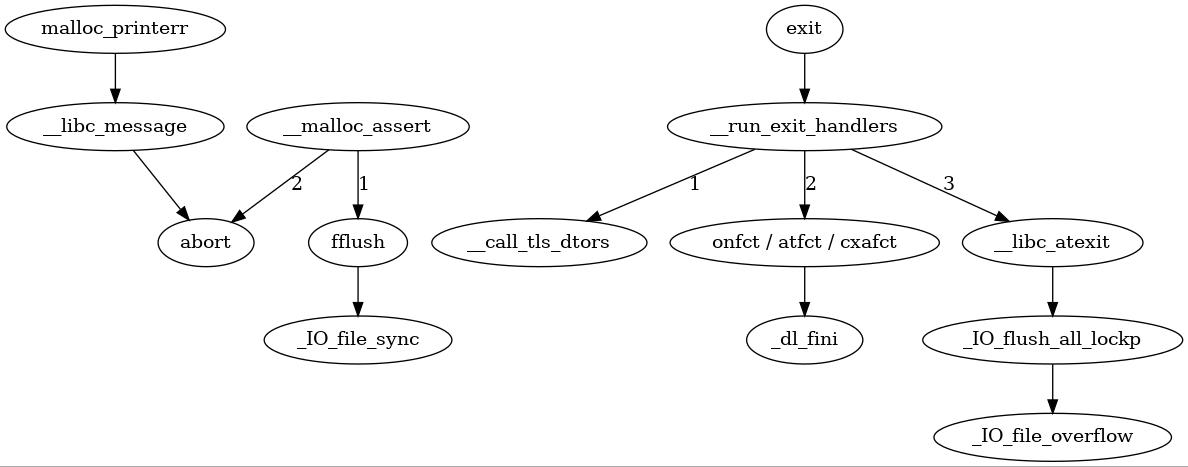 malloc_printerr
exit
__libc_message
__malloc_assert
__run_exit_handlers
2
1
1
2
3
abort
fflush
__call_tls_dtors
onfct / atfct / cxafct
__libc_atexit
_IO_file_sync
_dl_fini
_IO_flush_all_lockp
_IO_file_overflow